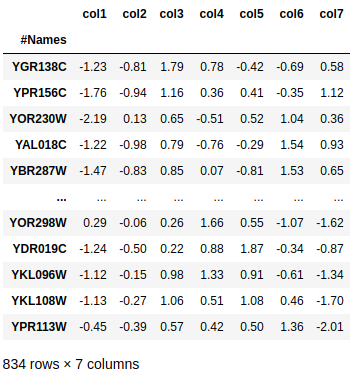 col1 col2 col3 col4 col5 col6 col7
#Names
YGR138C -1.23 -0.81 1.79 0.78 -0.42 -0.69 0.58
YPR156C -1.76 -0.94 1.16 0.36 0.41 -0.35 1.12
YOR230W -2.19 0.13 0.65 -0.51 0.52 1.04 0.36
YAL018C -1.22 -0.98 0.79 -0.76 -0.29 1.54 0.93
YBR287W -1.47 -0.83 0.85 0.07 -0.81 1.53 0.65
... ... ... ... ... ... ... ...
YOR298W 0.29 -0.06 0.26 1.66 0.55 -1.07 -1.62
YDR019C -1.24 -0.50 0.22 0.88 1.87 -0.34 -0.87
YKL096W -1.12 -0.15 0.98 1.33 0.91 -0.61 -1.34
YKL108W -1.13 -0.27 1.06 0.51 1.08 0.46 -1.70
YPR113W -0.45 -0.39 0.57 0.42 0.50 1.36 -2.01
834 rows × 7 columns